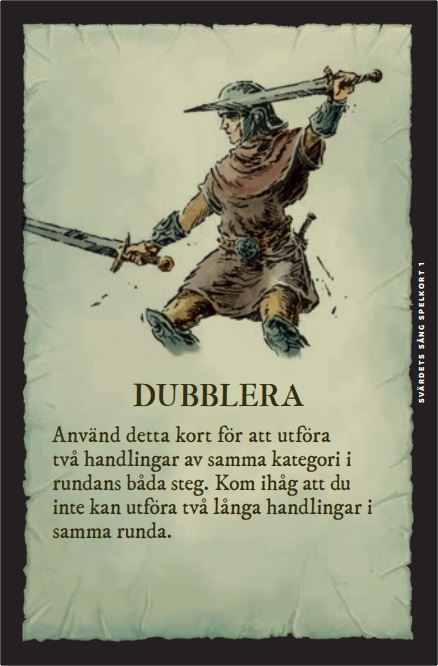 DUBBLERA
Använd detta kort för att utföra
två handlingar av samma kategori i
rundans båda steg. Kom ihåg att du
inte kan utföra två långa handlingar i
samma runda.
SVÄRDETS SÅNG SPELKORT 1